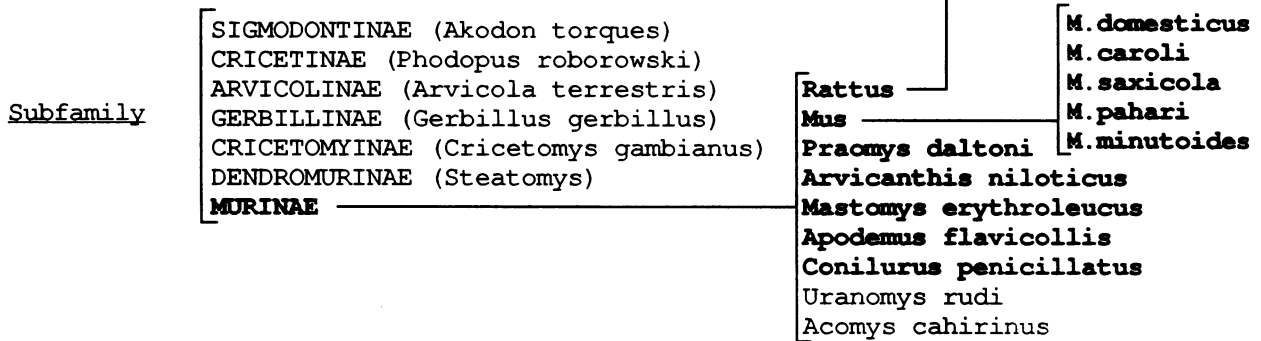 Subfamily
SIGMODONTINAE (Akodon torques)
CRICETINAE (Phodopus roborowski)
ARVICOLINAE (Arvicola terrestris)
GERBILLINAE (Gerbillus gerbillus)
CRICETOMYINAE (Cricetomys gambianus)
DENDROMURINAE (Steatomys)
MURINAE
Rattus
Mus
Praomys daltoni
Arvicanthis niloticus
Mastomys erythroleucus
Apodemus flavicollis
Conilurus penicillatus
Uranomys rudi
Acomys cahirinus
M.domesticus
M.caroli
M.saxicola
M.pahari
M.minutoides